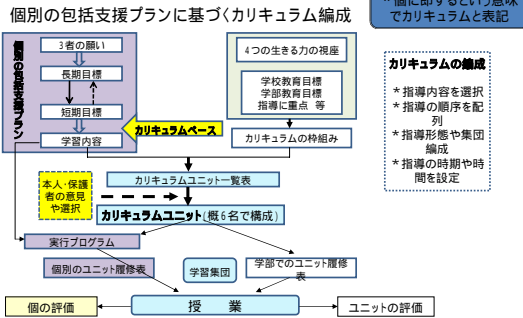 個別の包括支援プランに基づくカリキュラム編成
*個に即するという意味
でカリキュラムと表記
個別の包括支援プラン
3者の願い
長期目標
短期目標
学習内容
4つの生きる力の視座
学校教育目標
学部教育目標
指導に重点 等
カリキュラムベース
カリキュラムの枠組み
カリキュラムの編成
*指導内容を選択
*指導の順序を配
列
*指導形態や集団
編成
*指導の時期や時
間を設定
カリキュラムユニット一覧表
本人・保護
者の意見
や選択
カリキュラムユニット(概6名で構成)
実行プログラム
個別のユニット履修表
学習集団
学部でのユニット履修
表
個の評価
授 業
ユニットの評価